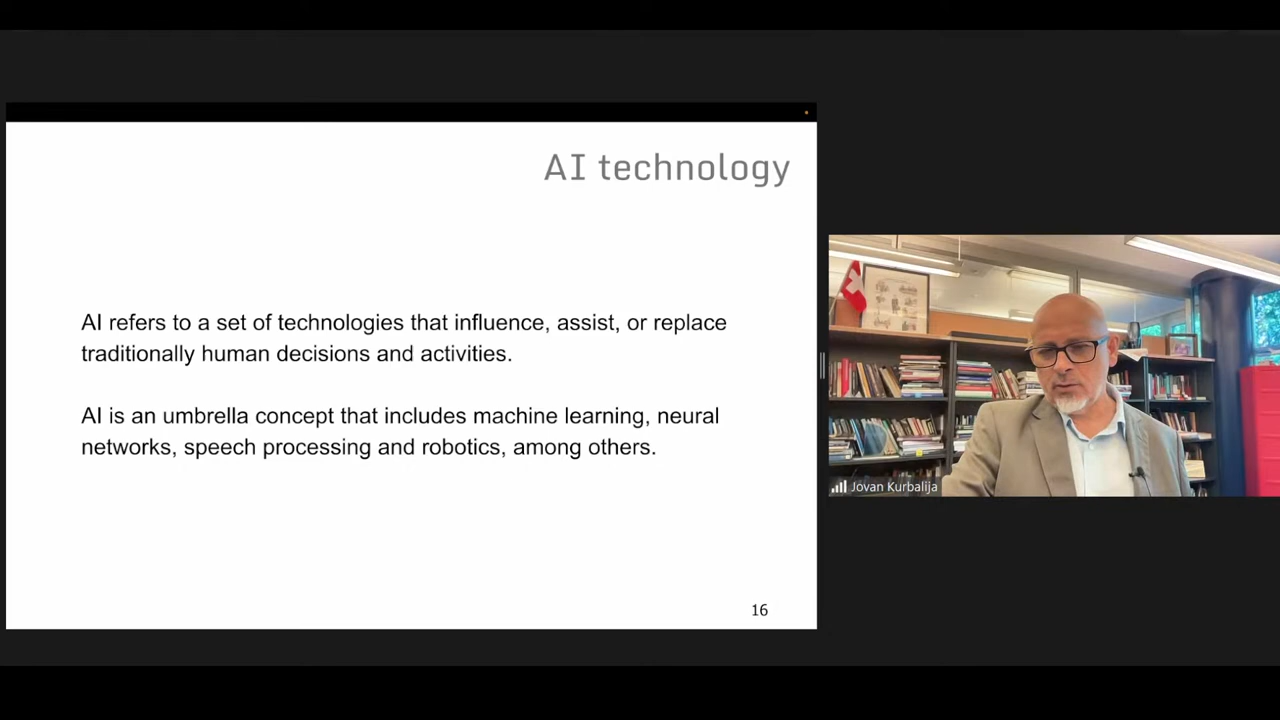 AI technology
AI refers to a set of technologies that influence, assist, or replace
traditionally human decisions and activities.
AI is an umbrella concept that includes machine learning, neural
networks, speech processing and robotics, among others.
16
Jovan Kurbalija